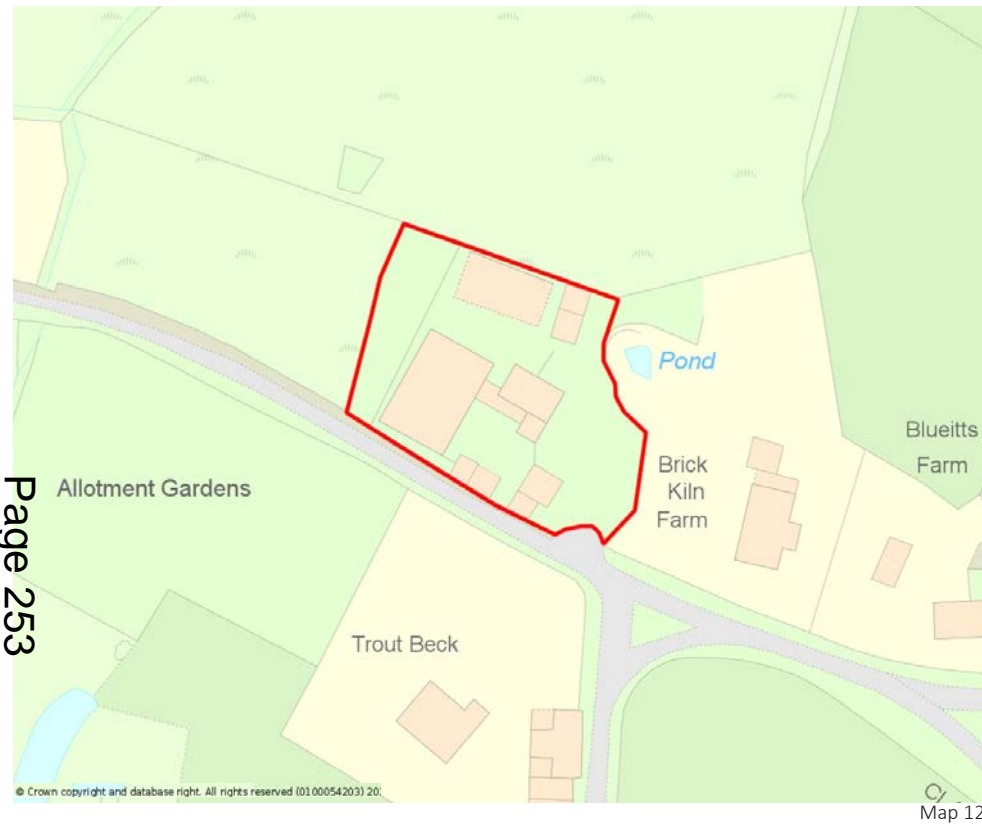 Pond
Blueitts
Farm
Brick
Kiln
Farm
Allotment Gardens
Page 253
Trout Beck
© Crown copyright and database right. All rights reserved (0100054203) 20
Map 12